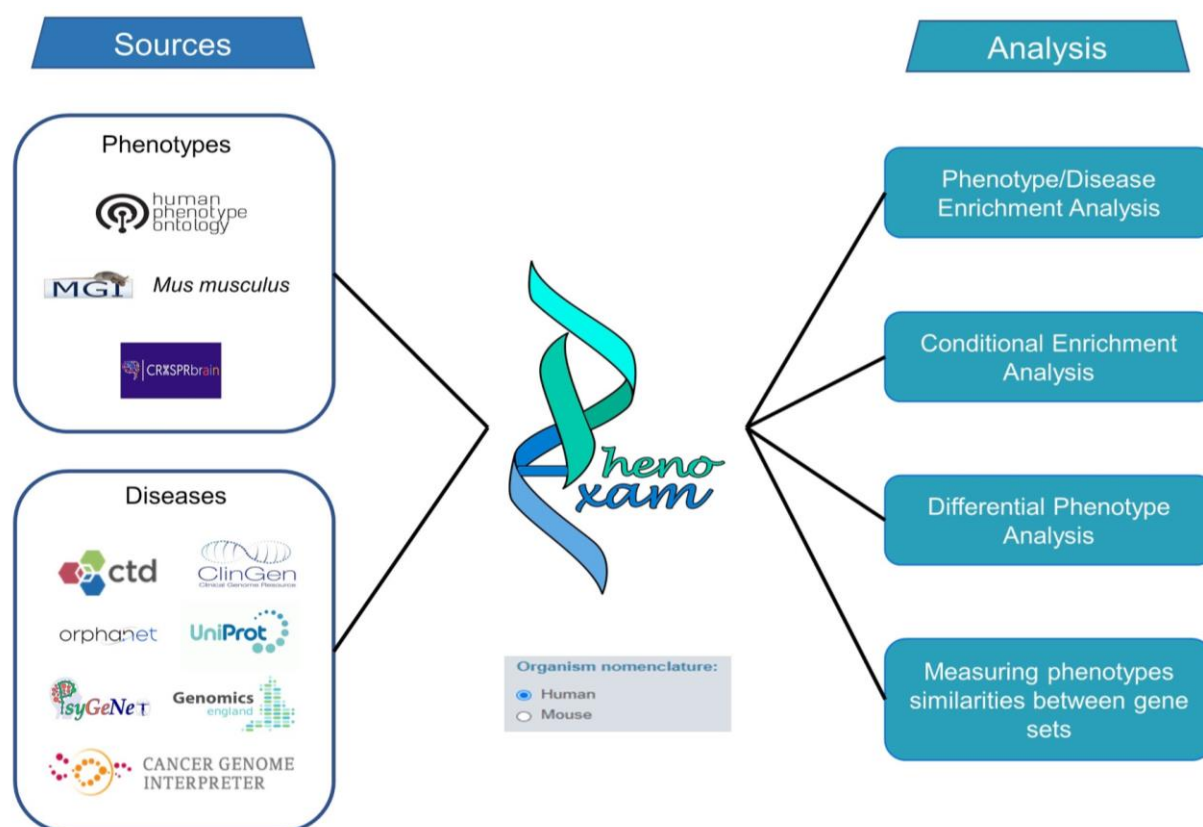 Sources
Phenotypes
human
phenotype
ontology
MGI
Mus musculus
CRISPRbrain
Diseases
ctd
ClinGen
Clinical Genome Resource
orphanet
UniProt
PsyGeNET
Genomics
england
CANCER GENOME
INTERPRETER
Pheno
Exam
Organism nomenclature:
Human
Mouse
Analysis
Phenotype/Disease
Enrichment Analysis
Conditional Enrichment
Analysis
Differential Phenotype
Analysis
Measuring phenotypes
similarities between gene
sets